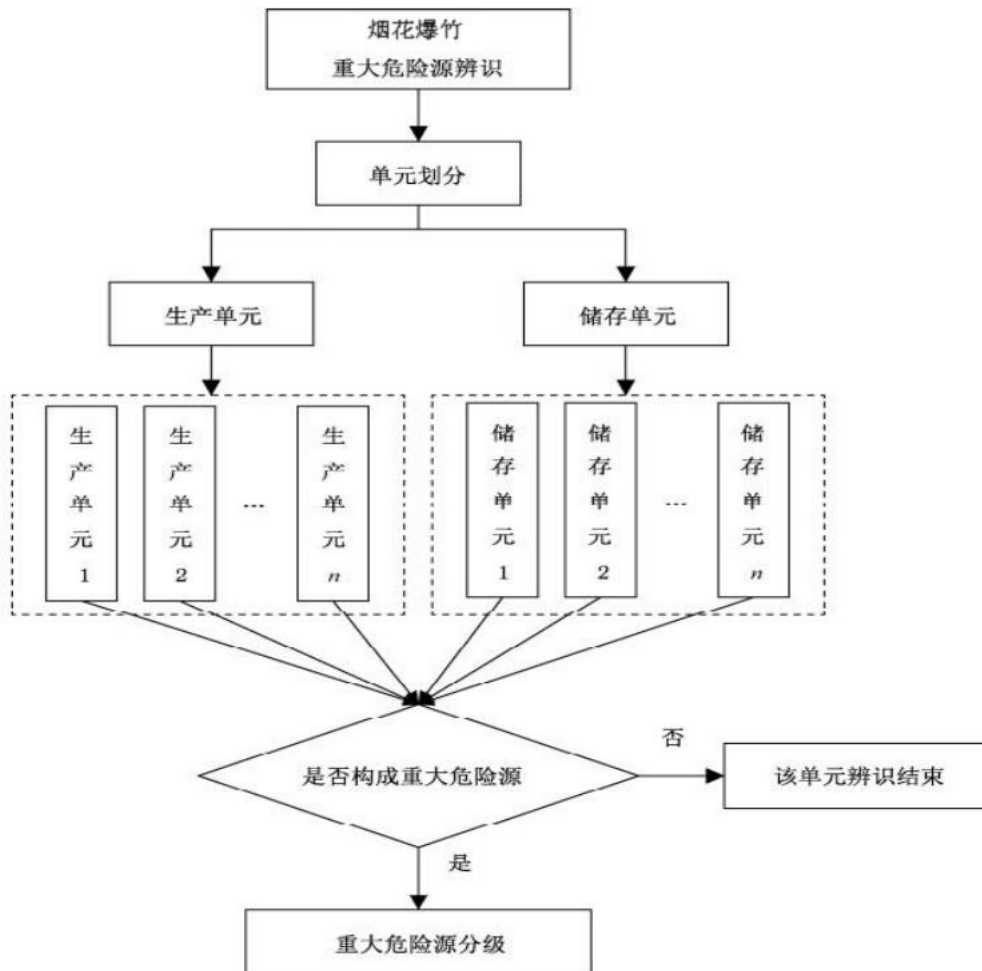 烟花爆竹
重大危险源辨识
单元划分
生产单元
储存单元
生产单元1
生产单元2
…
生产单元n
储存单元1
储存单元2
…
储存单元n
是否构成重大危险源
否
该单元辨识结束
是
重大危险源分级